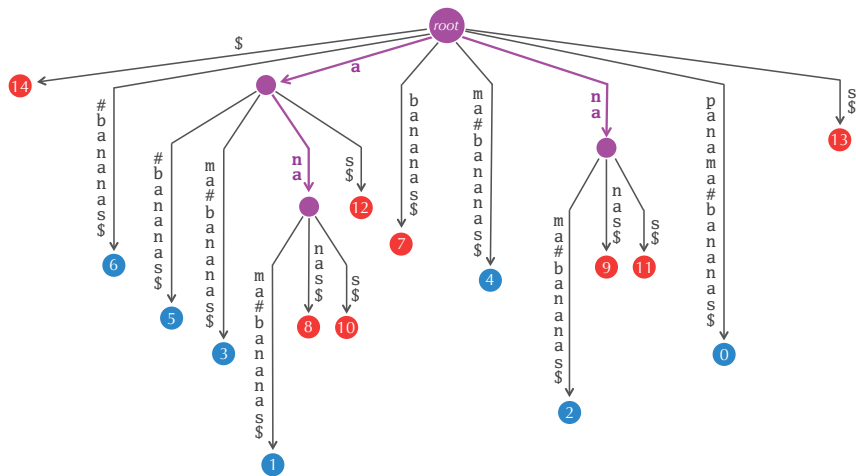 root
$
14
#bananas$
6
a
#bananas$
5
ma#bananas$
3
na
ma#bananas$
1
nas$
8
s$
10
s$
12
bananas$
7
ma#bananas$
4
na
ma#bananas$
2
nas$
9
s$
11
panama#bananas$
0
s$
13